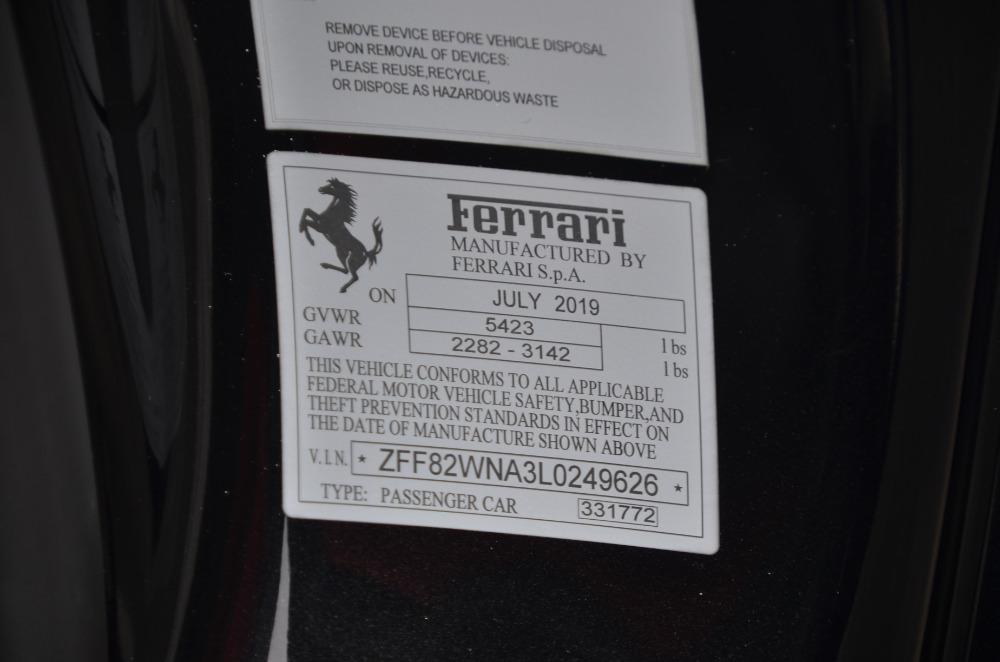 REMOVE DEVICE BEFORE VEHICLE DISPOSAL
UPON REMOVAL OF DEVICES:
PLEASE REUSE,RECYCLE,
OR DISPOSE AS HAZARDOUS WASTE
Ferrari
MANUFACTURED BY
FERRARI S.p.A.
ON JULY 2019
GVWR 5423 lbs
GAWR 2282 - 3142 lbs
THIS VEHICLE CONFORMS TO ALL APPLICABLE
FEDERAL MOTOR VEHICLE SAFETY,BUMPER,AND
THEFT PREVENTION STANDARDS IN EFFECT ON
THE DATE OF MANUFACTURE SHOWN ABOVE
V.I.N. * ZFF82WNA3L0249626 *
TYPE: PASSENGER CAR 331772